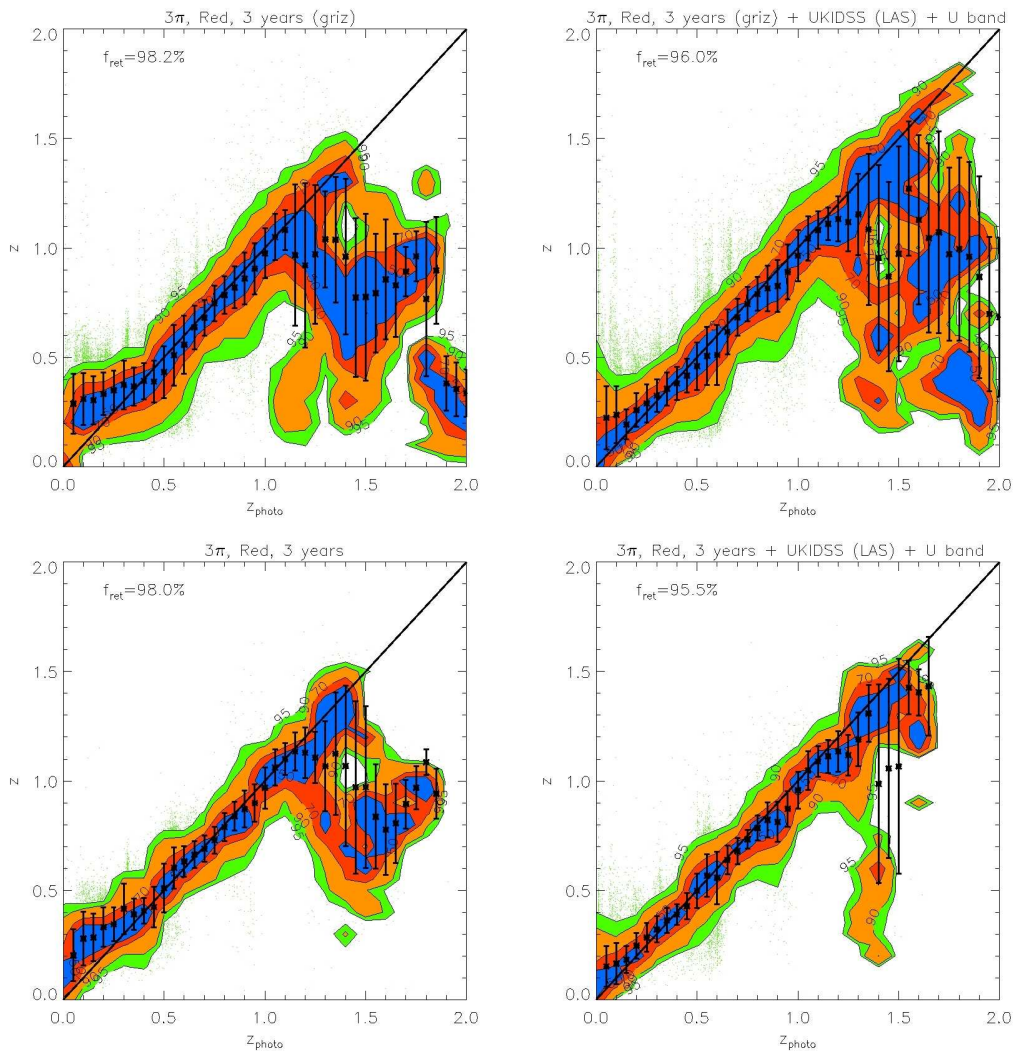 3π, Red, 3 years (griz)
f_ret=98.2%
z
2.0
1.5
1.0
0.5
0.0
0.0 0.5 1.0 1.5 2.0
z_photo
3π, Red, 3 years (griz) + UKIDSS (LAS) + U band
f_ret=96.0%
z
2.0
1.5
1.0
0.5
0.0
0.0 0.5 1.0 1.5 2.0
z_photo
3π, Red, 3 years
f_ret=98.0%
z
2.0
1.5
1.0
0.5
0.0
0.0 0.5 1.0 1.5 2.0
z_photo
3π, Red, 3 years + UKIDSS (LAS) + U band
f_ret=95.5%
z
2.0
1.5
1.0
0.5
0.0
0.0 0.5 1.0 1.5 2.0
z_photo